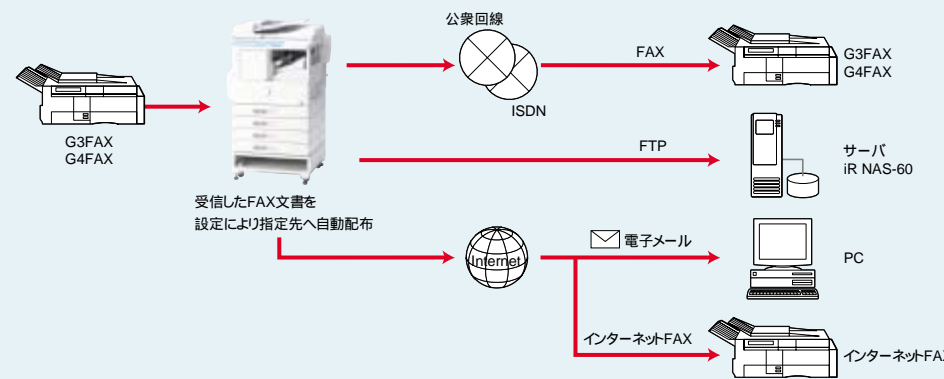 公衆回線
FAX
G3FAX
G4FAX
ISDN
G3FAX
G4FAX
FTP
サーバ
iR NAS-60
受信したFAX文書を
設定により指定先へ自動配布
電子メール
Internet
PC
インターネットFAX
インターネットFAX